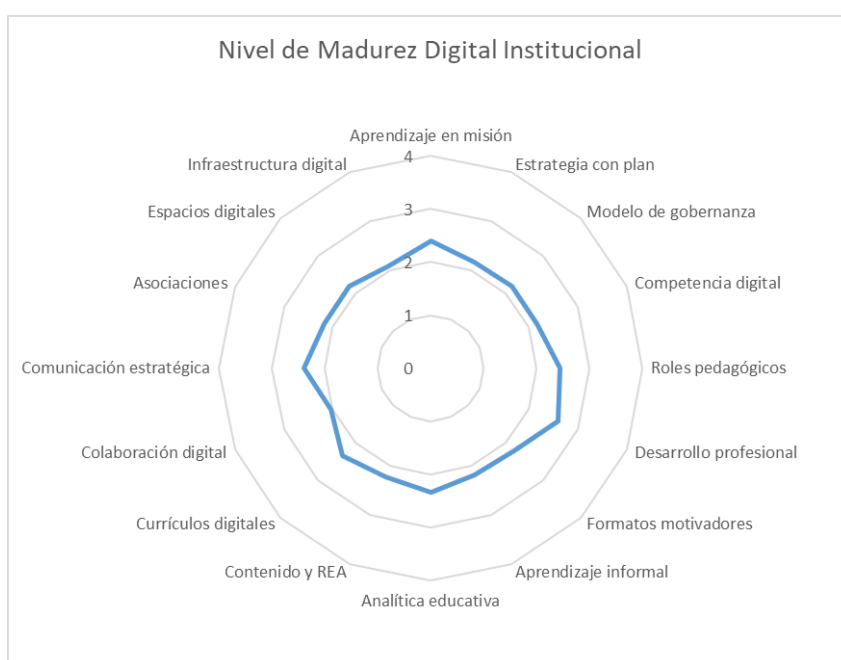 Nivel de Madurez Digital Institucional
Aprendizaje en misión
Estrategia con plan
Modelo de gobernanza
Competencia digital
Roles pedagógicos
Desarrollo profesional
Formatos motivadores
Aprendizaje informal
Analítica educativa
Contenido y REA
Currículos digitales
Colaboración digital
Comunicación estratégica
Asociaciones
Espacios digitales
Infraestructura digital
4
3
2
1
0